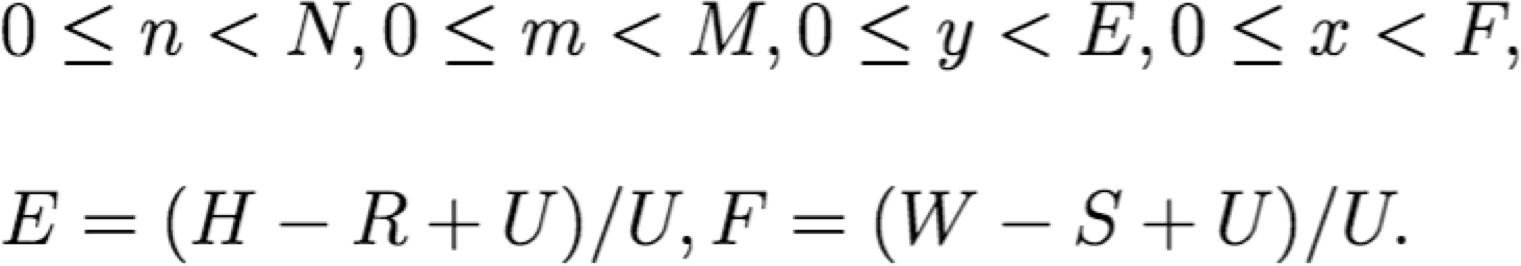 0 ≤ n < N, 0 ≤ m < M, 0 ≤ y < E, 0 ≤ x < F,
E = (H − R + U)/U, F = (W − S + U)/U.